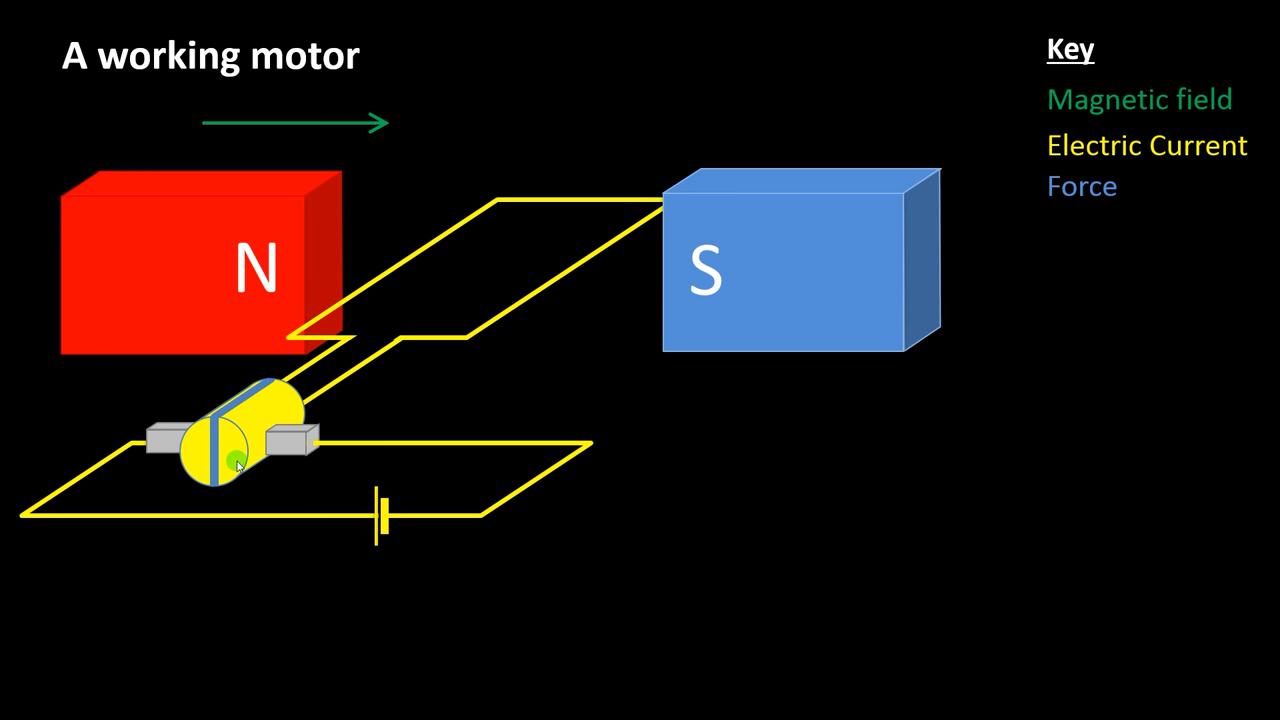 A working motor
Key
Magnetic field
Electric Current
Force
N
S